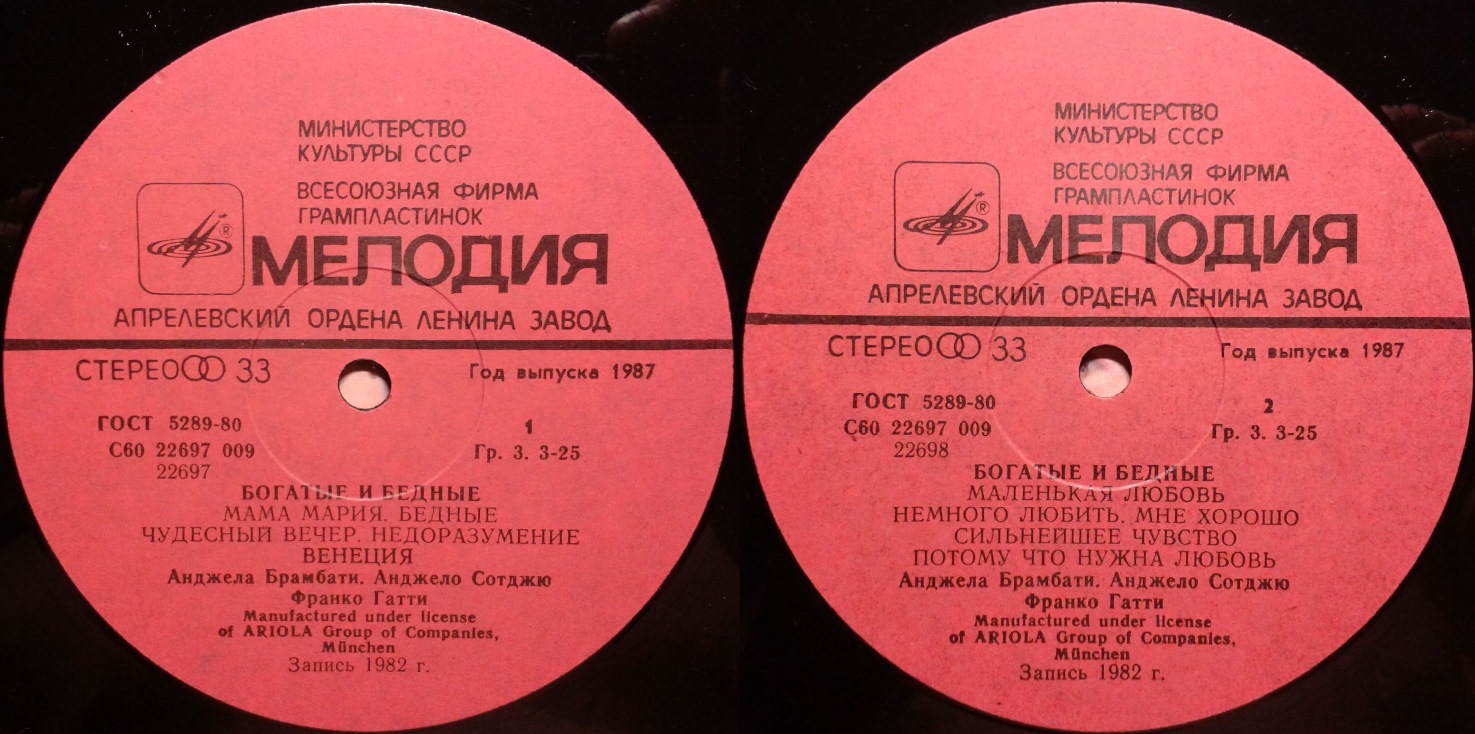 МИНИСТЕРСТВО
КУЛЬТУРЫ СССР
ВСЕСОЮЗНАЯ ФИРМА
ГРАМПЛАСТИНОК
®
МЕЛОДИЯ
АПРЕЛЕВСКИЙ ОРДЕНА ЛЕНИНА ЗАВОД
СТЕРЕО 33
Год выпуска 1987
ГОСТ 5289-80
1
С60 22697 009
Гр. 3. 3-25
22697
БОГАТЫЕ И БЕДНЫЕ
МАМА МАРИЯ. БЕДНЫЕ
ЧУДЕСНЫЙ ВЕЧЕР. НЕДОРАЗУМЕНИЕ
ВЕНЕЦИЯ
Анджела Брамбати. Анджело Сотджю
Франко Гатти
Manufactured under license
of ARIOLA Group of Companies,
München
Запись 1982 г.
МИНИСТЕРСТВО
КУЛЬТУРЫ СССР
ВСЕСОЮЗНАЯ ФИРМА
ГРАМПЛАСТИНОК
®
МЕЛОДИЯ
АПРЕЛЕВСКИЙ ОРДЕНА ЛЕНИНА ЗАВОД
СТЕРЕО 33
Год выпуска 1987
ГОСТ 5289-80
2
С60 22697 009
Гр. 3. 3-25
22698
БОГАТЫЕ И БЕДНЫЕ
МАЛЕНЬКАЯ ЛЮБОВЬ
НЕМНОГО ЛЮБИТЬ. МНЕ ХОРОШО
СИЛЬНЕЙШЕЕ ЧУВСТВО
ПОТОМУ ЧТО НУЖНА ЛЮБОВЬ
Анджела Брамбати. Анджело Сотджю
Франко Гатти
Manufactured under license
of ARIOLA Group of Companies,
München
Запись 1982 г.